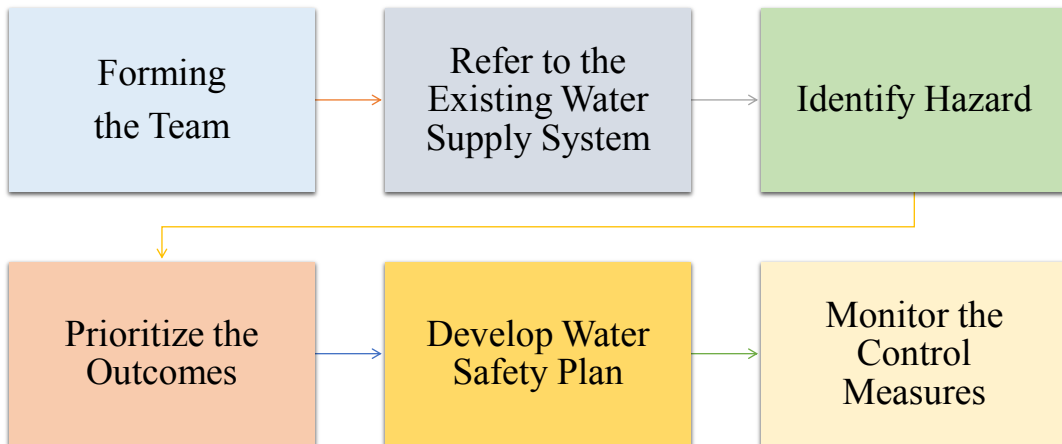 Forming
the Team
Refer to the
Existing Water
Supply System
Identify Hazard
Prioritize the
Outcomes
Develop Water
Safety Plan
Monitor the
Control
Measures